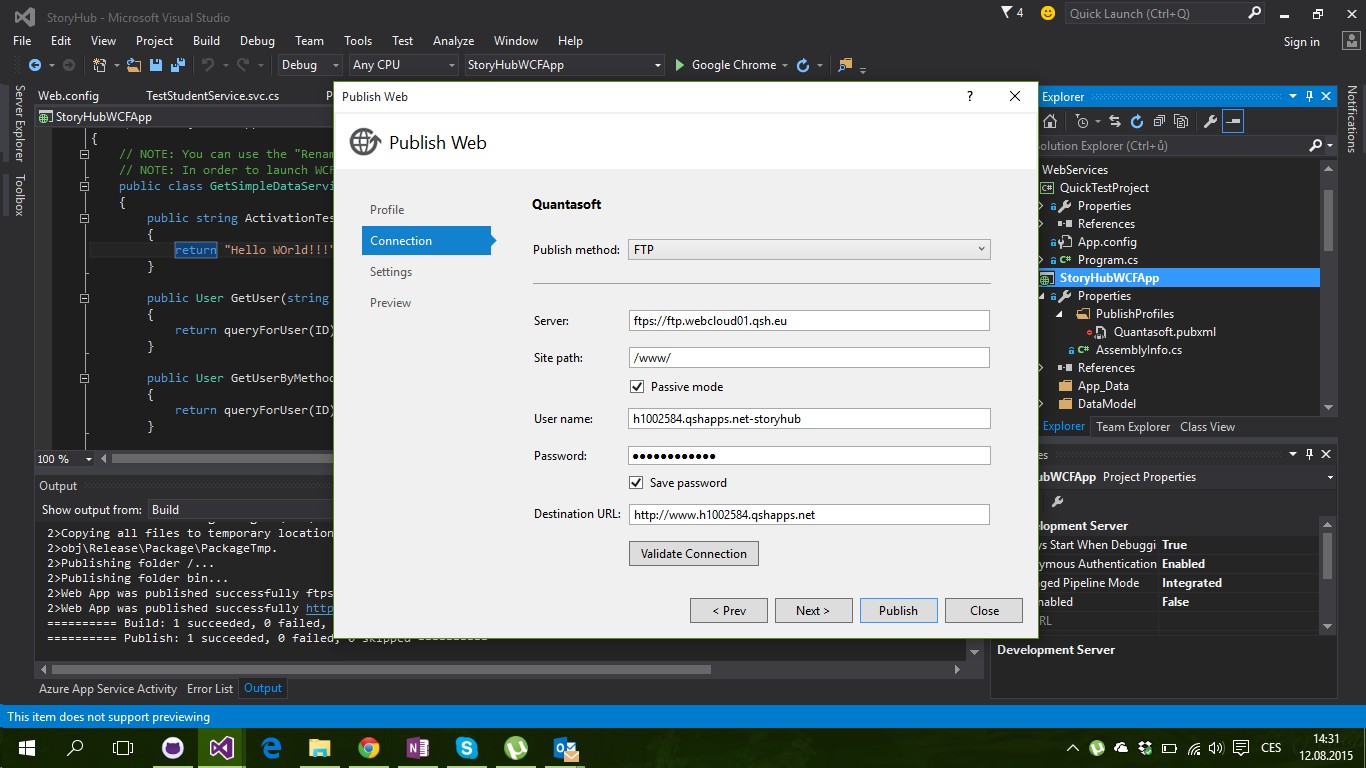 StoryHub - Microsoft Visual Studio
4
Quick Launch (Ctrl+Q)
File Edit View Project Build Debug Team Tools Test Analyze Window Help
Sign in
Debug Any CPU StoryHubWCFApp Google Chrome
Server Explorer
Toolbox
Web.config TestStudentService.svc.cs P
StoryHubWCFApp
{
// NOTE: You can use the "Renam
// NOTE: In order to launch WCF
public class GetSimpleDataServi
{
public string ActivationTes
{
return "Hello WOrld!!!"
}
public User GetUser(string
{
return queryForUser(ID)
}
public User GetUserByMethod
{
return queryForUser(ID)
}
100 %
Output
Show output from: Build
2>Copying all files to temporary location
2>obj\Release\Package\PackageTmp.
2>Publishing folder /...
2>Publishing folder bin...
2>Web App was published successfully ftps
2>Web App was published successfully http
========== Build: 1 succeeded, 0 failed,
========== Publish: 1 succeeded, 0 failed, 0 skipped ==========
Azure App Service Activity Error List Output
Publish Web
?
Publish Web
Profile
Connection
Settings
Preview
Quantasoft
Publish method: FTP
Server: ftps://ftp.webcloud01.qsh.eu
Site path: /www/
Passive mode
User name: h1002584.qshapps.net-storyhub
Password: ●●●●●●●●●●●●
Save password
Destination URL: http://www.h1002584.qshapps.net
Validate Connection
< Prev Next > Publish Close
Explorer
olution Explorer (Ctrl+ů)
WebServices
QuickTestProject
Properties
References
App.config
Program.cs
StoryHubWCFApp
Properties
PublishProfiles
Quantasoft.pubxml
AssemblyInfo.cs
References
App_Data
DataModel
Explorer Team Explorer Class View
Notifications
es
ubWCFApp Project Properties
velopment Server
ys Start When Debuggi True
nymous Authentication Enabled
ged Pipeline Mode Integrated
nabled False
RL
Development Server
This item does not support previewing
CES
14:31
12.08.2015